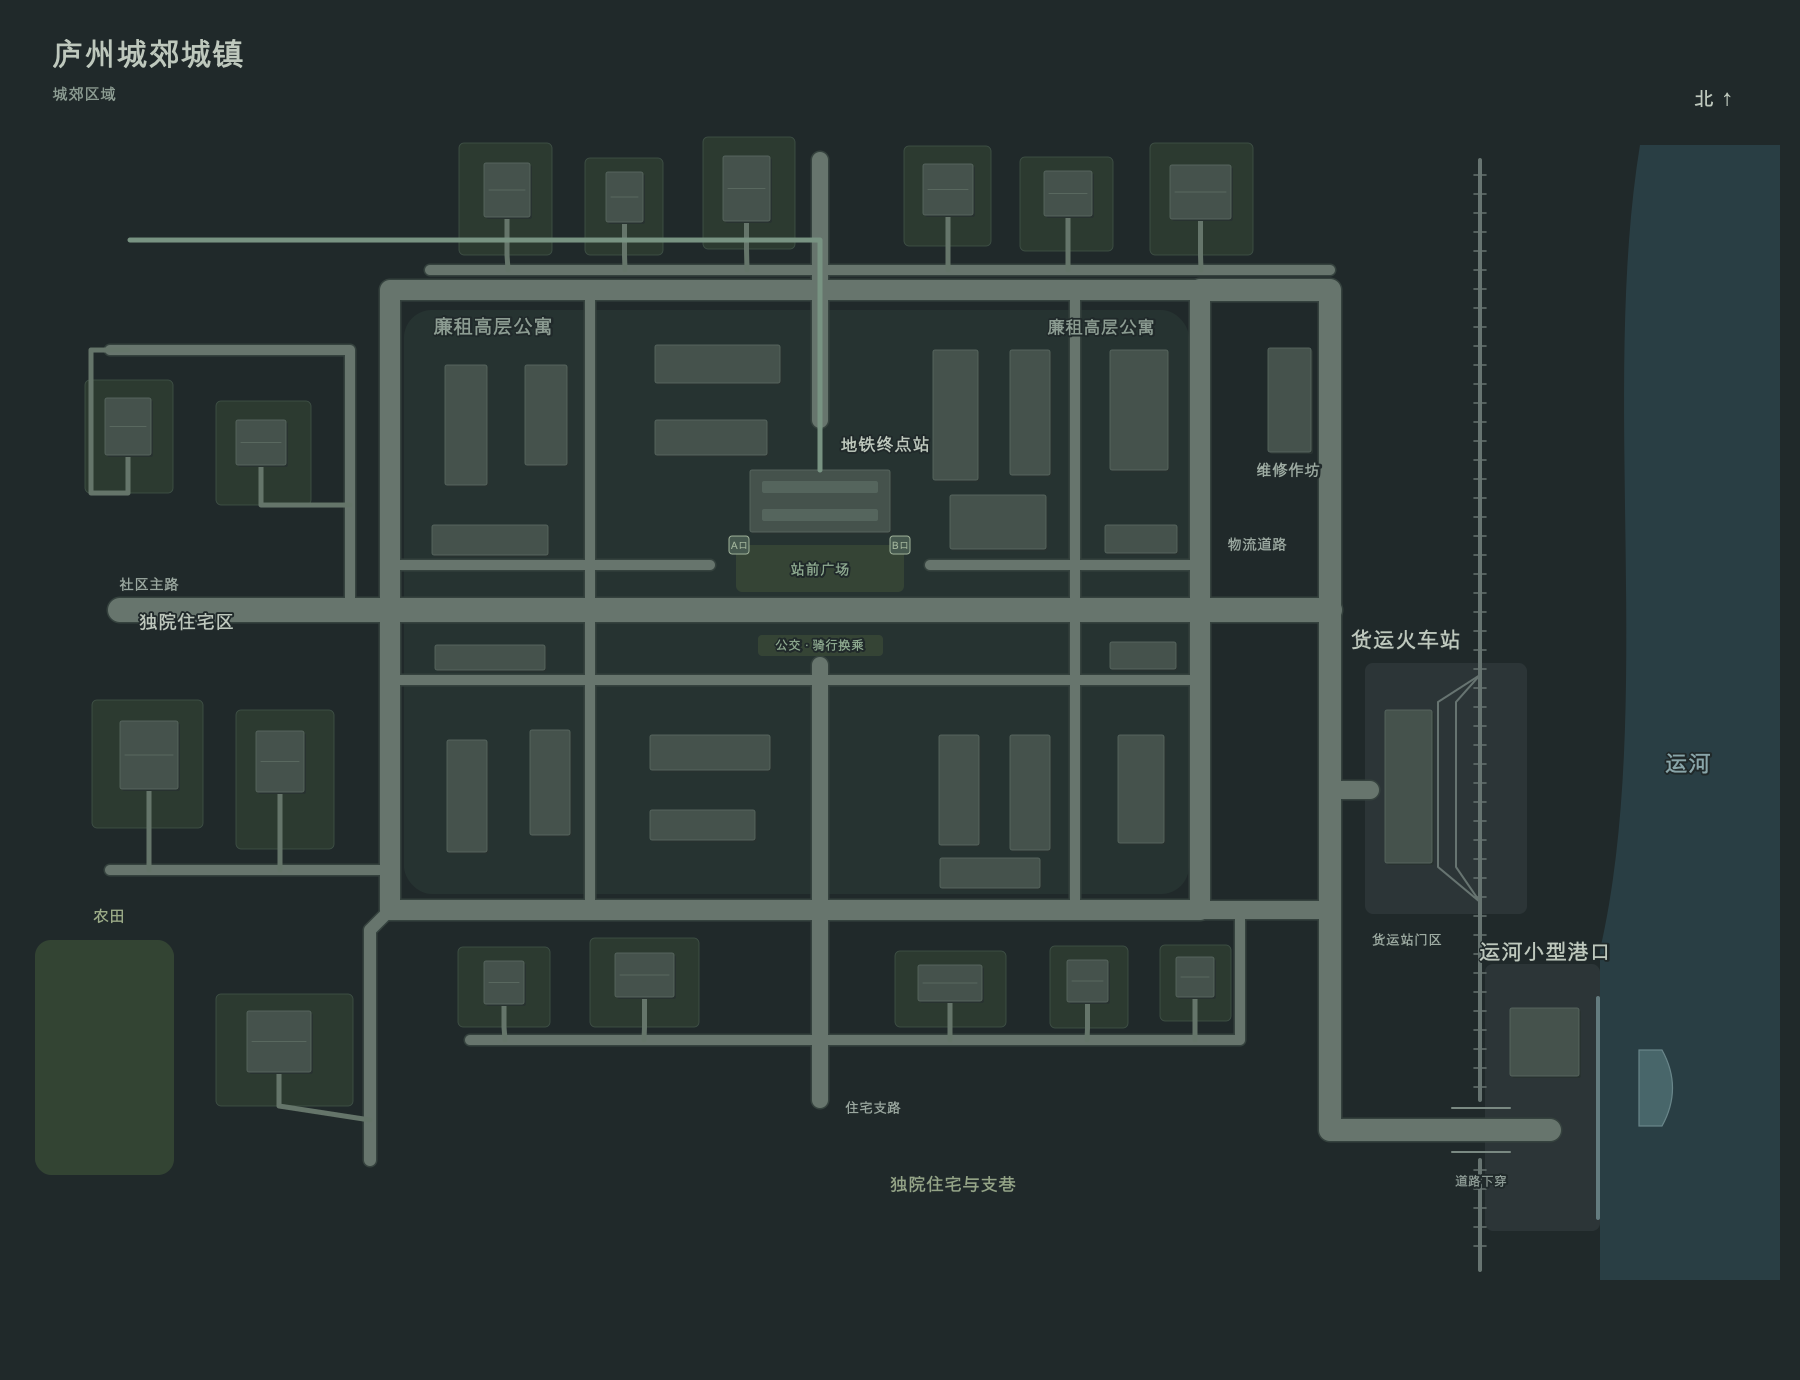 庐州城郊城镇
城郊区域
北 ↑
廉租高层公寓
廉租高层公寓
地铁终点站
维修作坊
A口
B口
物流道路
站前广场
社区主路
独院住宅区
公交·骑行换乘
货运火车站
运河
农田
货运站门区
运河小型港口
住宅支路
道路下穿
独院住宅与支巷